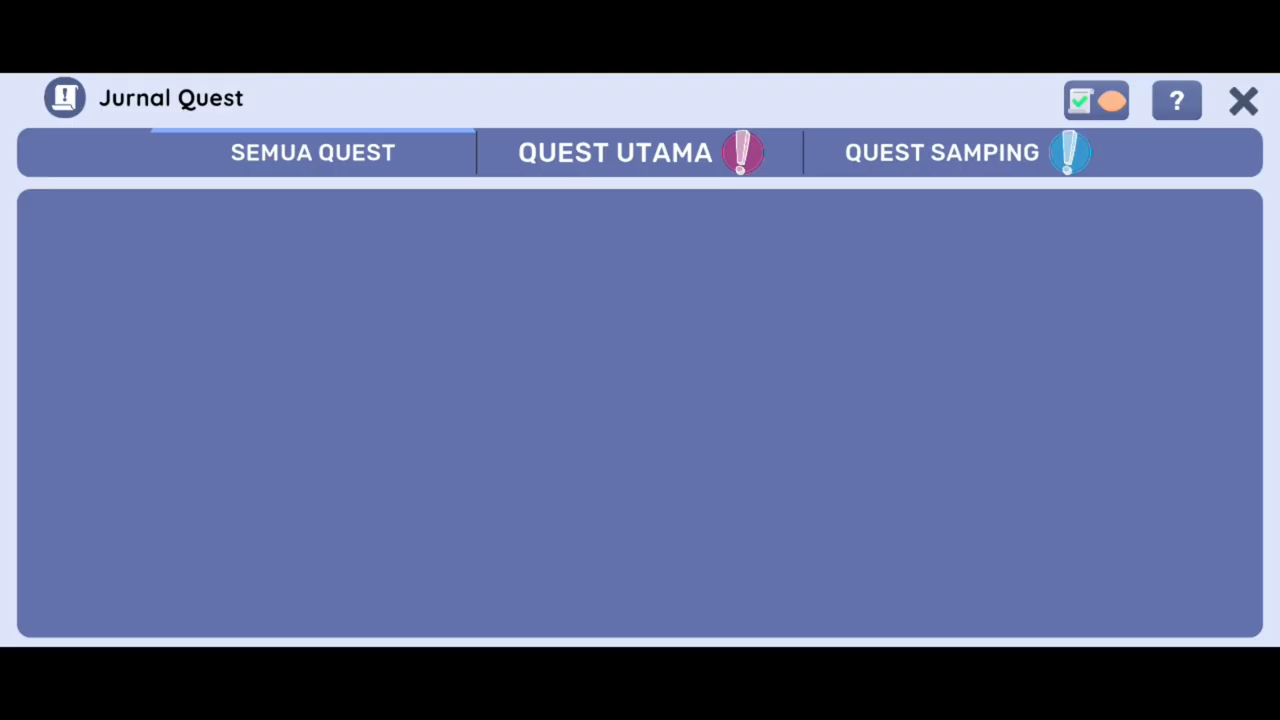 Jurnal Quest
?
SEMUA QUEST
QUEST UTAMA
QUEST SAMPING